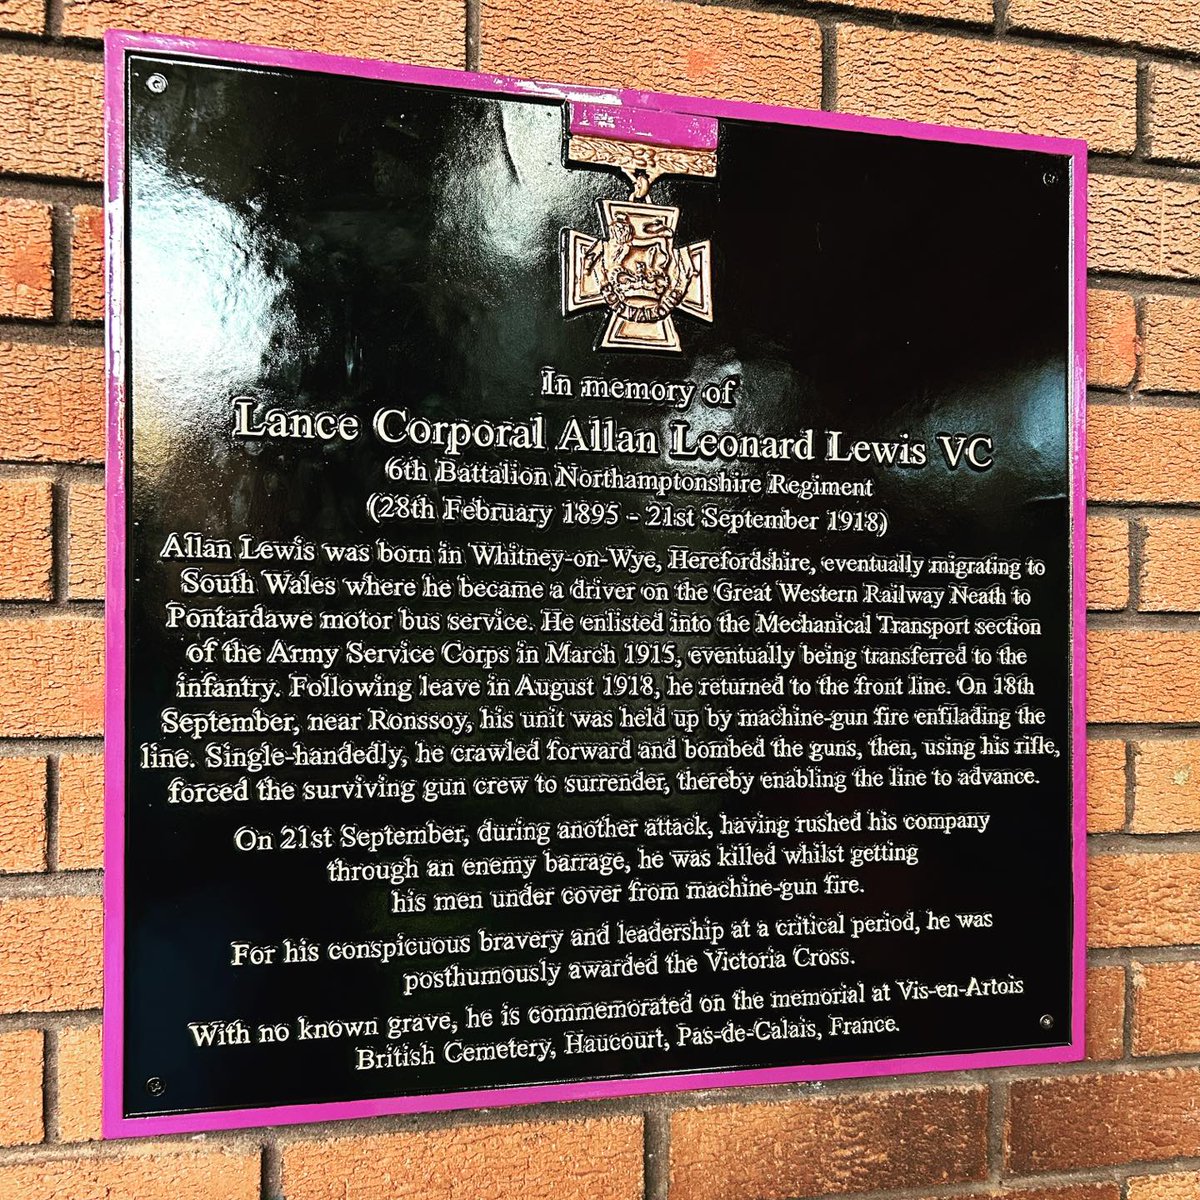 FOR VALOUR
In memory of
Lance Corporal Allan Leonard Lewis VC
6th Battalion Northamptonshire Regiment
(28th February 1895 - 21st September 1918)
Allan Lewis was born in Whitney-on-Wye, Herefordshire, eventually migrating to
South Wales where he became a driver on the Great Western Railway Neath to
Pontardawe motor bus service. He enlisted into the Mechanical Transport section
of the Army Service Corps in March 1915, eventually being transferred to the
infantry. Following leave in August 1918, he returned to the front line. On 18th
September, near Ronssoy, his unit was held up by machine-gun fire enfilading the
line. Single-handedly, he crawled forward and bombed the guns, then, using his rifle,
forced the surviving gun crew to surrender, thereby enabling the line to advance.
On 21st September, during another attack, having rushed his company
through an enemy barrage, he was killed whilst getting
his men under cover from machine-gun fire.
For his conspicuous bravery and leadership at a critical period, he was
posthumously awarded the Victoria Cross.
With no known grave, he is commemorated on the memorial at Vis-en-Artois
British Cemetery, Haucourt, Pas-de-Calais, France.